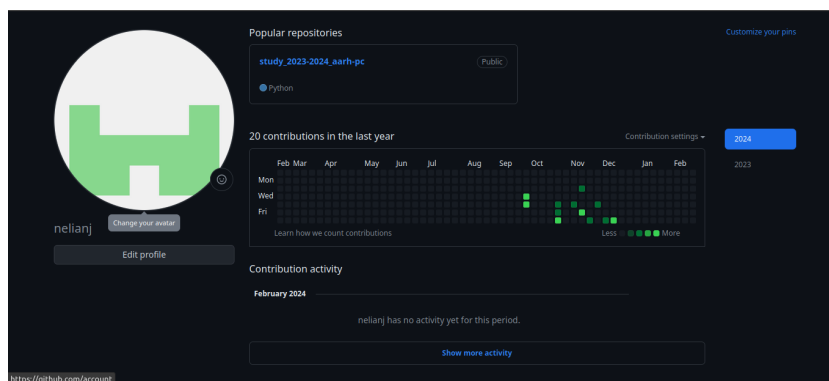 Popular repositories
Customize your pins
study_2023-2024_aarh-pc
Public
Python
20 contributions in the last year
Contribution settings
2024
2023
Feb Mar Apr May Jun Jul Aug Sep Oct Nov Dec Jan Feb
Mon
Wed
Fri
Learn how we count contributions
Less
More
nelianj
Change your avatar
Edit profile
Contribution activity
February 2024
nelianj has no activity yet for this period.
Show more activity
https://github.com/account